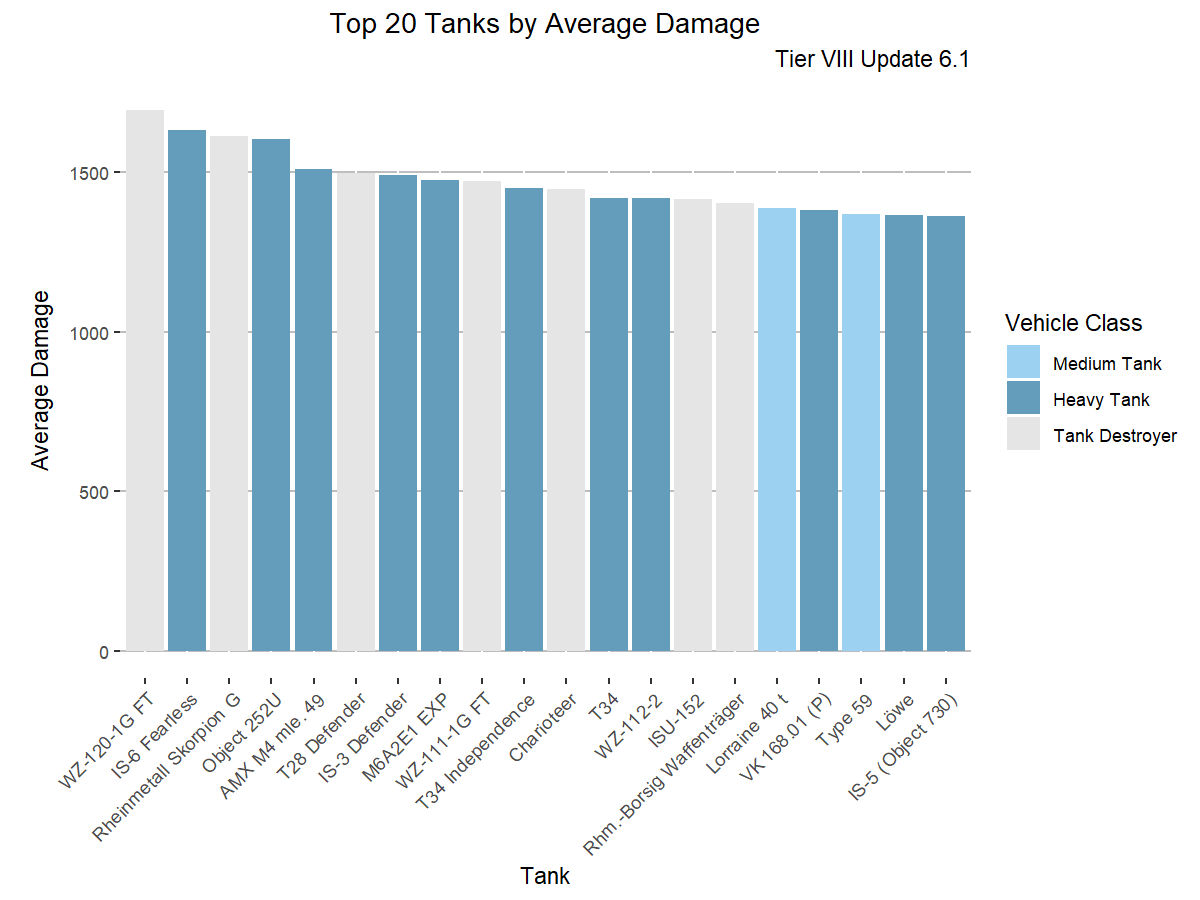 Top 20 Tanks by Average Damage
Tier VIII Update 6.1
Average Damage
1500
1000
500
0
WZ-120-1G FT
IS-6 Fearless
Rheinmetall Skorpion G
Object 252U
AMX M4 mle. 49
T28 Defender
IS-3 Defender
M6A2E1 EXP
WZ-111-1G FT
T34 Independence
Charioteer
T34
WZ-112-2
ISU-152
Rhm.-Borsig Waffenträger
Lorraine 40 t
VK 168.01 (P)
Type 59
Löwe
IS-5 (Object 730)
Tank
Vehicle Class
Medium Tank
Heavy Tank
Tank Destroyer